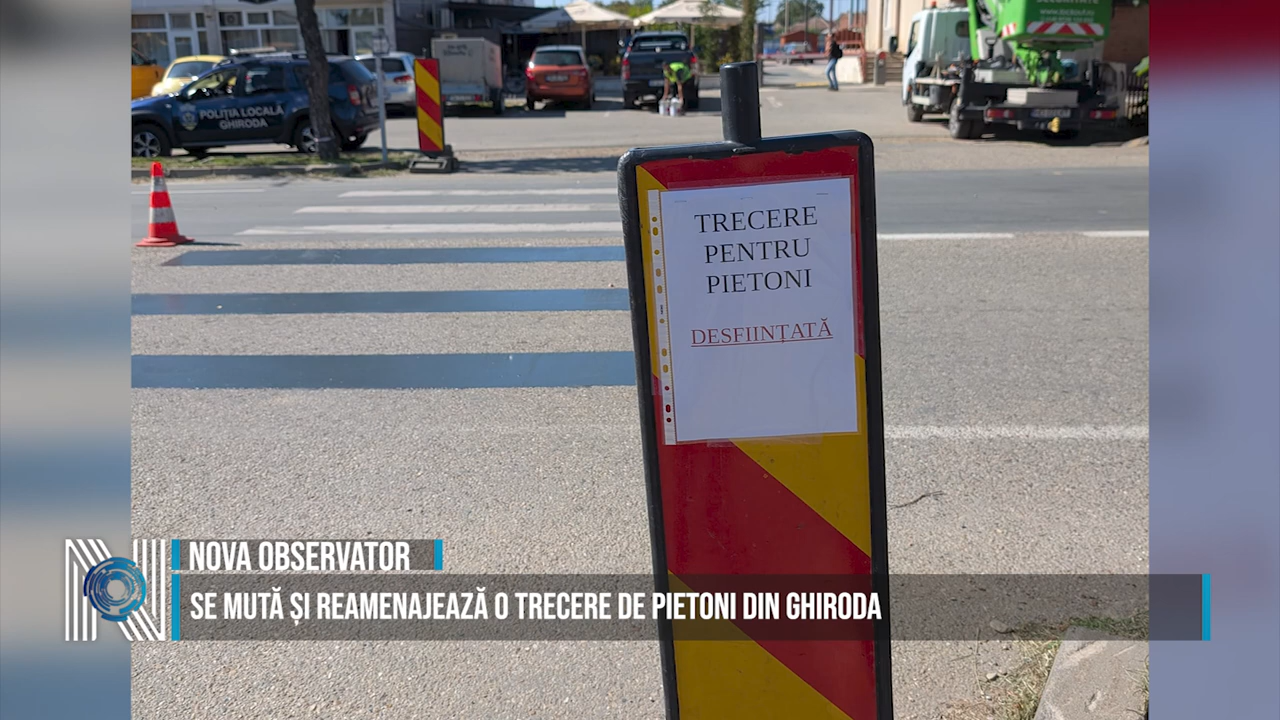 POLIȚIA LOCALĂ
GHIRODA
TRECERE
PENTRU
PIETONI
DESFIINȚATĂ
NOVA OBSERVATOR
SE MUTĂ ȘI REAMENAJEAZĂ O TRECERE DE PIETONI DIN GHIRODA